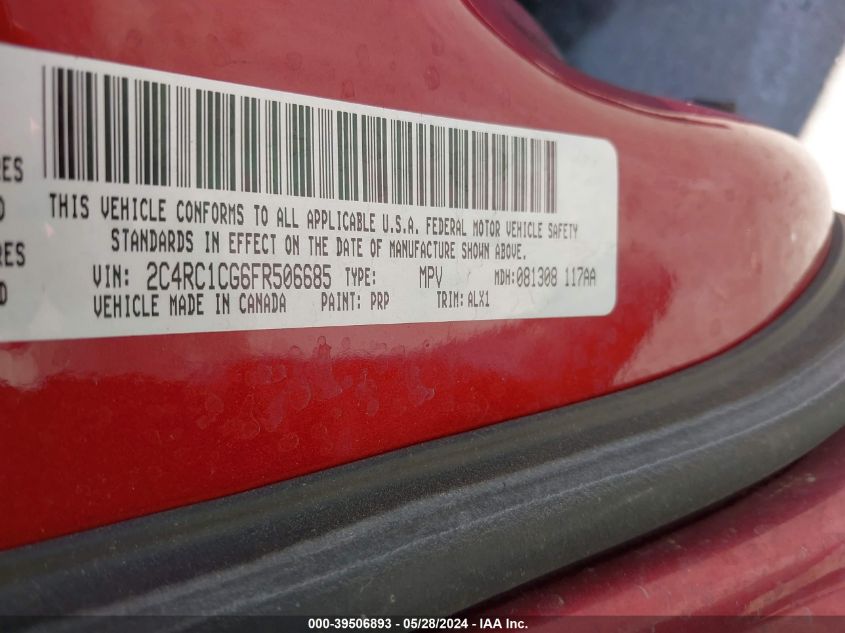 RES
D
RES
D
THIS VEHICLE CONFORMS TO ALL APPLICABLE U.S.A. FEDERAL MOTOR VEHICLE SAFETY
STANDARDS IN EFFECT ON THE DATE OF MANUFACTURE SHOWN ABOVE.
VIN: 2C4RC1CG6FR506685 TYPE: MPV MDH: 081308 117AA
VEHICLE MADE IN CANADA PAINT: PRP TRIM: ALX1
000-39506893 - 05/28/2024 - IAA Inc.